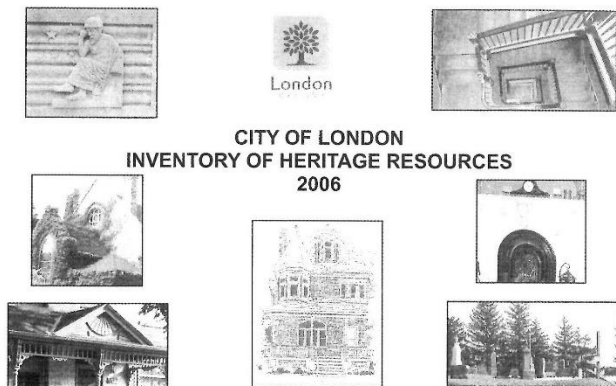 London
CITY OF LONDON
INVENTORY OF HERITAGE RESOURCES
2006